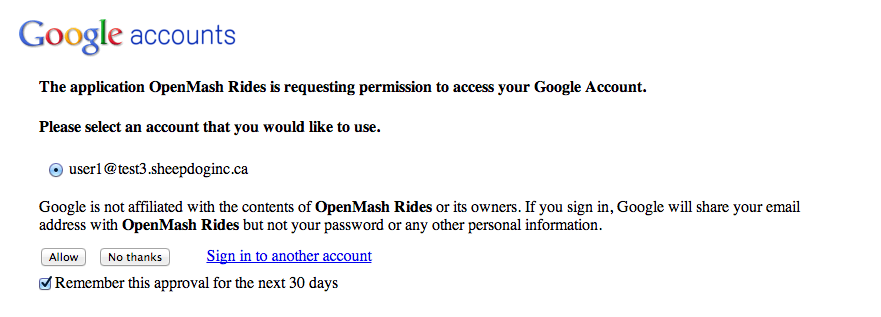 Google accounts
The application OpenMash Rides is requesting permission to access your Google Account.
Please select an account that you would like to use.
user1@test3.sheepdoginc.ca
Google is not affiliated with the contents of OpenMash Rides or its owners. If you sign in, Google will share your email
address with OpenMash Rides but not your password or any other personal information.
Allow No thanks Sign in to another account
Remember this approval for the next 30 days